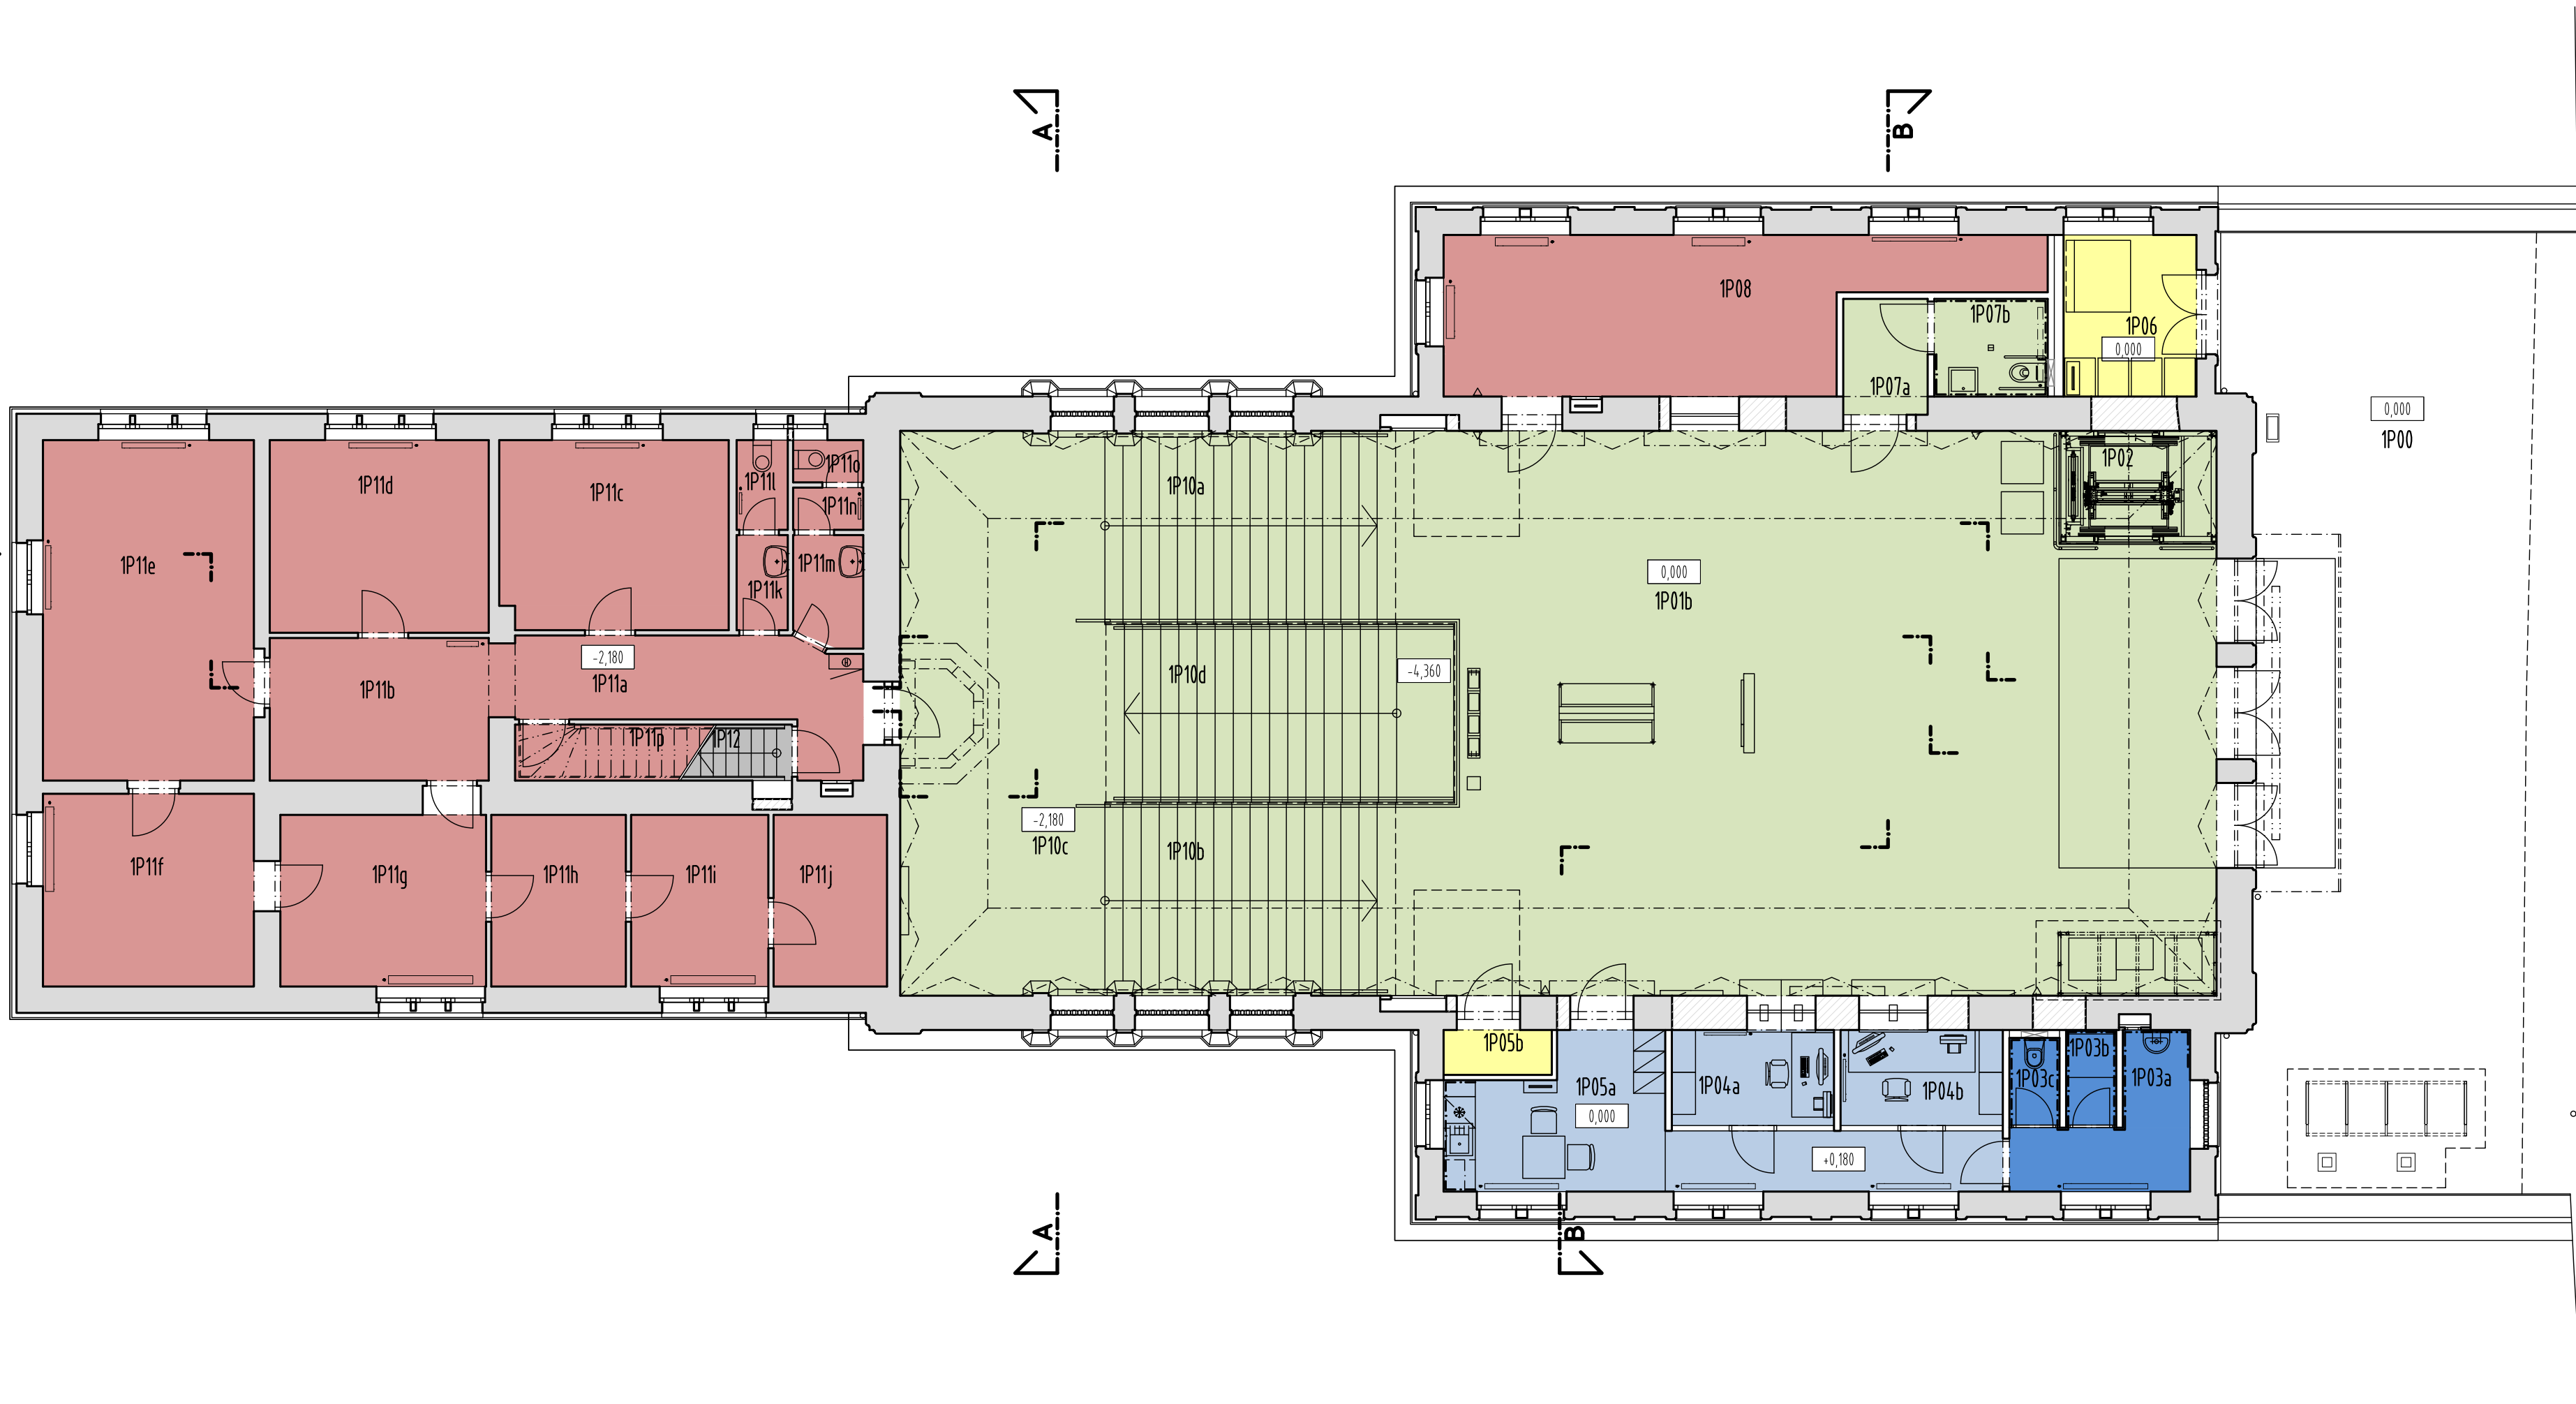 A
B
1P08
1P07b
1P06
0,000
1P07a
0,000
1P00
1P11d
1P11c
1P11l
1P11o
1P11n
1P10a
1P02
1P11e
1P11k
1P11m
0,000
1P01b
-2,180
1P11a
1P11b
1P10d
-4,360
1P11p
1P12
-2,180
1P10c
1P10b
1P11f
1P11g
1P11h
1P11i
1P11j
1P05b
1P05a
0,000
1P04a
1P04b
1P03c
1P03b
1P03a
+0,180
A
B